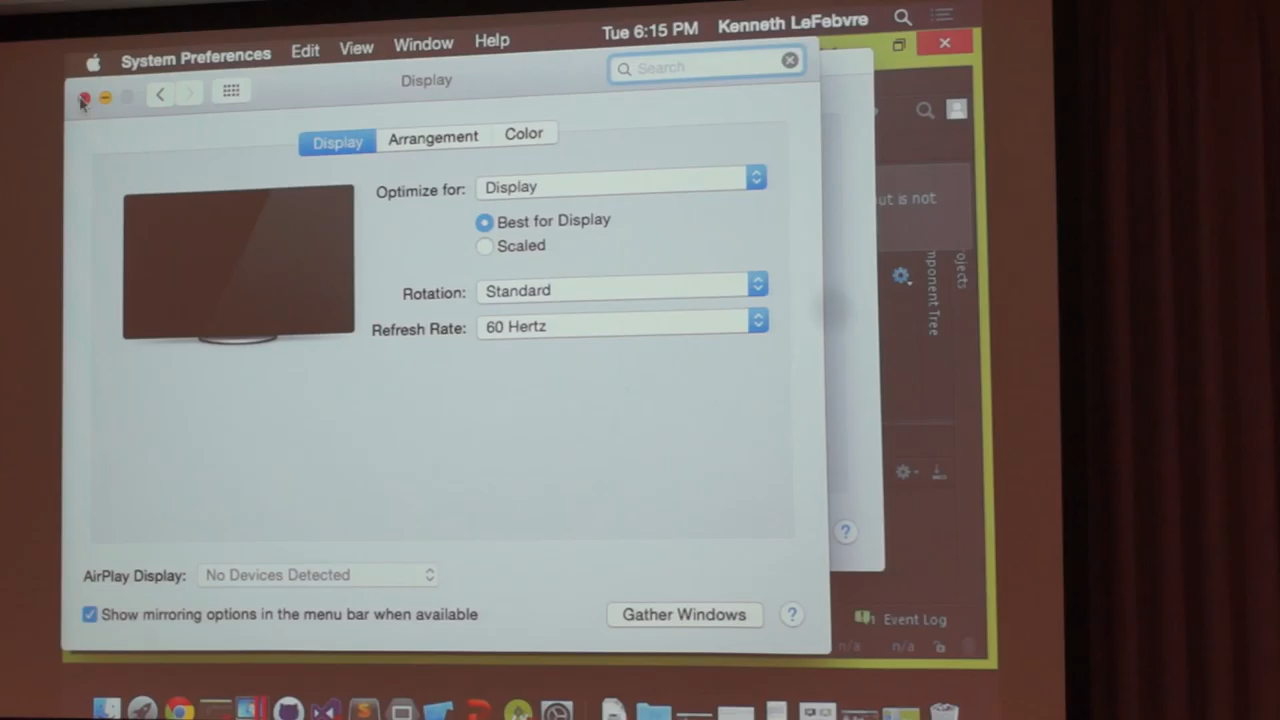 System Preferences Edit View Window Help Tue 6:15 PM Kenneth LeFebvre
Display
Search
Display Arrangement Color
Optimize for: Display
Best for Display
Scaled
Rotation: Standard
Refresh Rate: 60 Hertz
AirPlay Display: No Devices Detected
Show mirroring options in the menu bar when available
Gather Windows ?
?
ut is not
ojects
mponent Tree
Event Log
n/a n/a